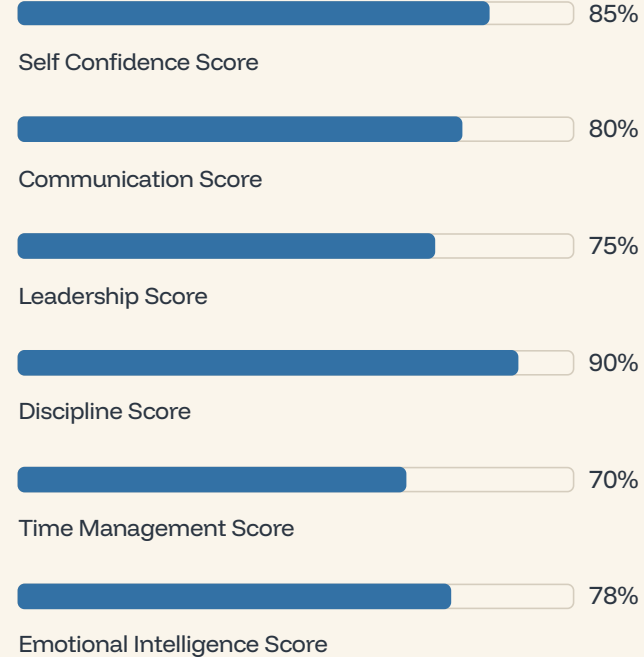 85%
Self Confidence Score
80%
Communication Score
75%
Leadership Score
90%
Discipline Score
70%
Time Management Score
78%
Emotional Intelligence Score